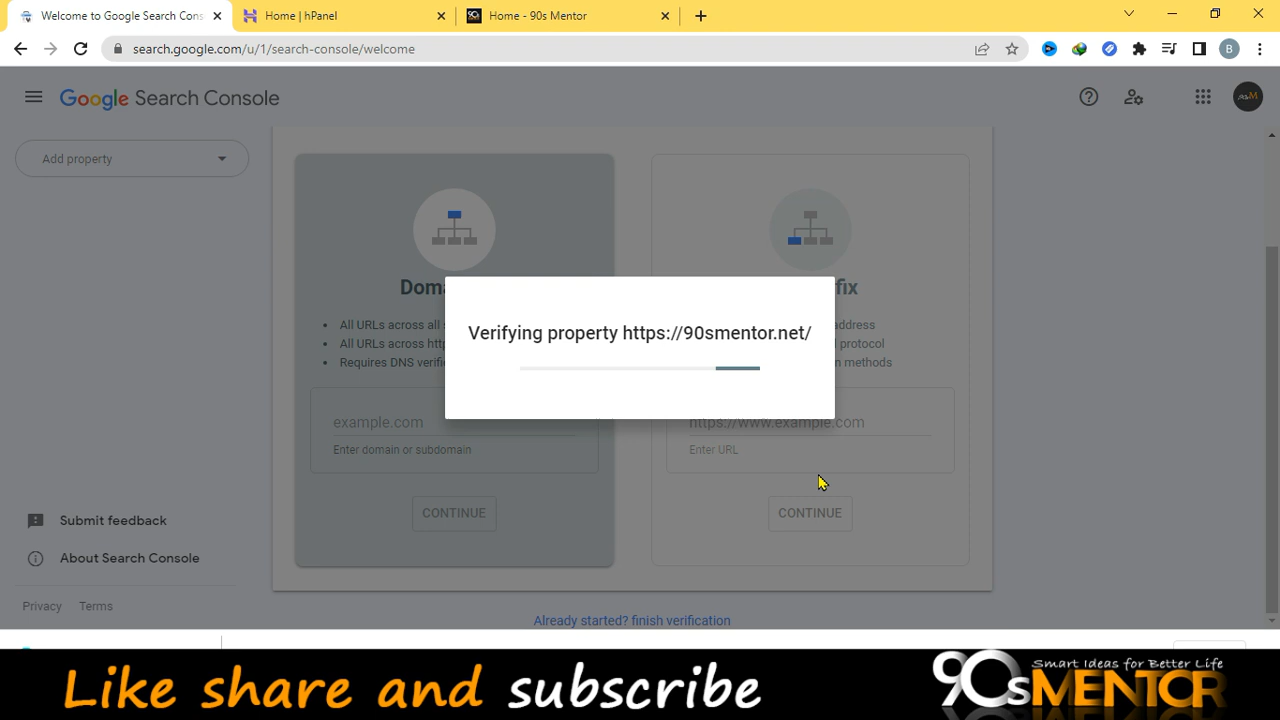 Welcome to Google Search Cons
Home | hPanel
Home - 90s Mentor
search.google.com/u/1/search-console/welcome
B
Google Search Console
Add property
Doma
fix
All URLs across all s
address
All URLs across htt
protocol
Requires DNS verifi
n methods
Verifying property https://90smentor.net/
example.com
https://www.example.com
Enter domain or subdomain
Enter URL
CONTINUE
CONTINUE
Submit feedback
About Search Console
Privacy
Terms
Already started? finish verification
Like share and subscribe
Smart Ideas for Better Life
90s MENTOR